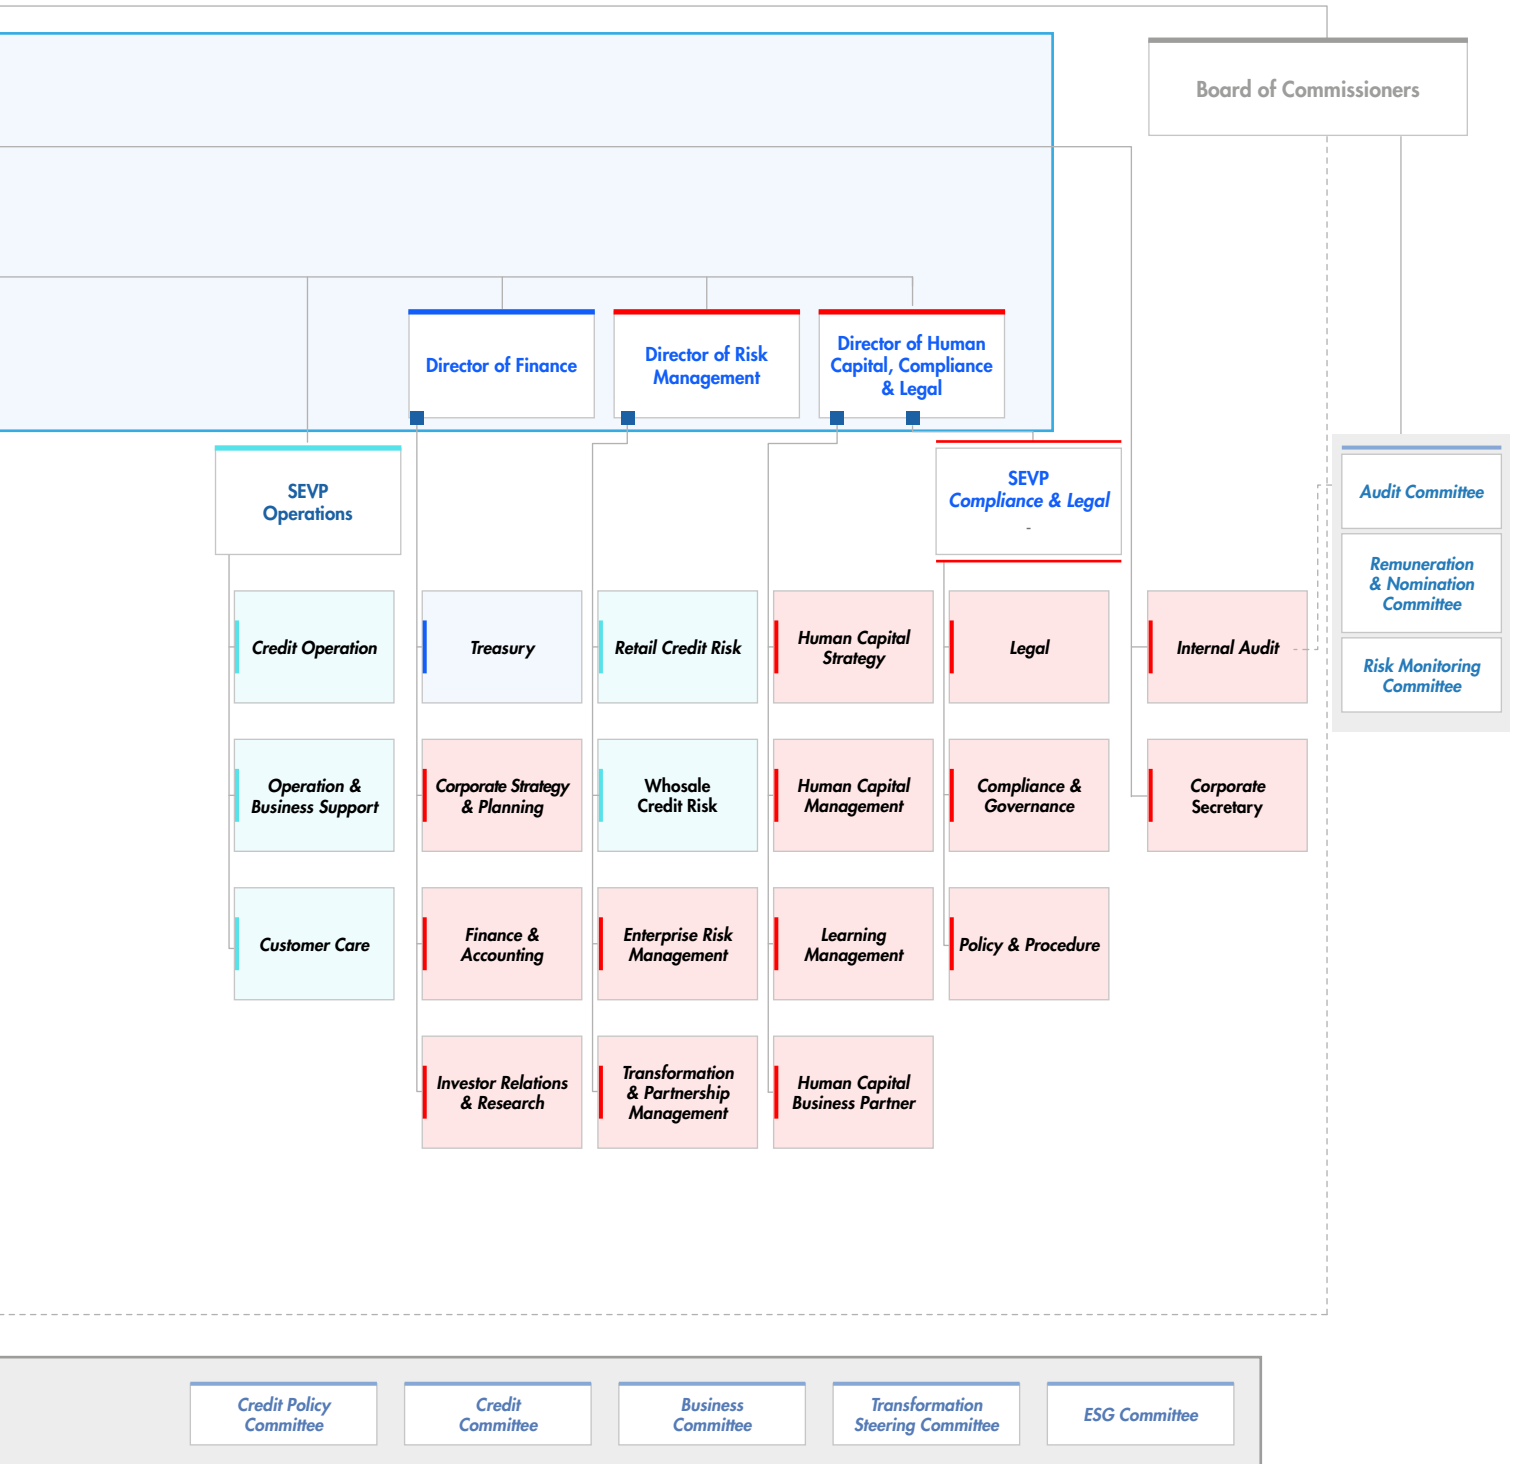 Board of Commissioners
Director of Finance
Director of Risk
Management
Director of Human
Capital, Compliance
& Legal
SEVP
Operations
SEVP
Compliance & Legal
-
Audit Committee
Remuneration
& Nomination
Committee
Risk Monitoring
Committee
Credit Operation
Treasury
Retail Credit Risk
Human Capital
Strategy
Legal
Internal Audit
Operation &
Business Support
Corporate Strategy
& Planning
Whosale
Credit Risk
Human Capital
Management
Compliance &
Governance
Corporate
Secretary
Customer Care
Finance &
Accounting
Enterprise Risk
Management
Learning
Management
Policy & Procedure
Investor Relations
& Research
Transformation
& Partnership
Management
Human Capital
Business Partner
Credit Policy
Committee
Credit
Committee
Business
Committee
Transformation
Steering Committee
ESG Committee